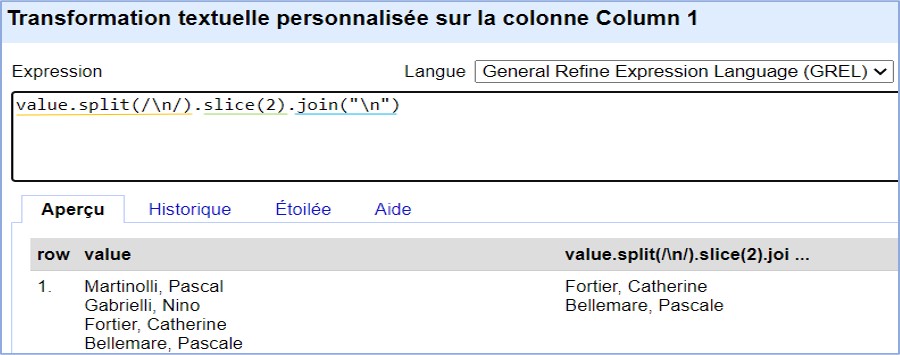 Transformation textuelle personnalisée sur la colonne Column 1
Expression Langue General Refine Expression Language (GREL)
value.split(/\n/).slice(2).join("\n")
Aperçu Historique Étoilée Aide
row value value.split(/\n/).slice(2).joi ...
1. Martinolli, Pascal Fortier, Catherine
Gabrielli, Nino Bellemare, Pascale
Fortier, Catherine
Bellemare, Pascale